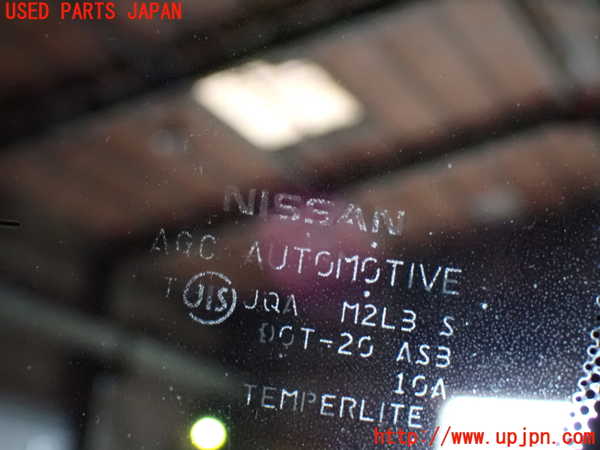 USED PARTS JAPAN
NISSAN
AGC AUTOMOTIVE
T JIS JQA M2L3 S
DOT-20 AS3
10A
TEMPERLITE
http://www.upjpn.com/